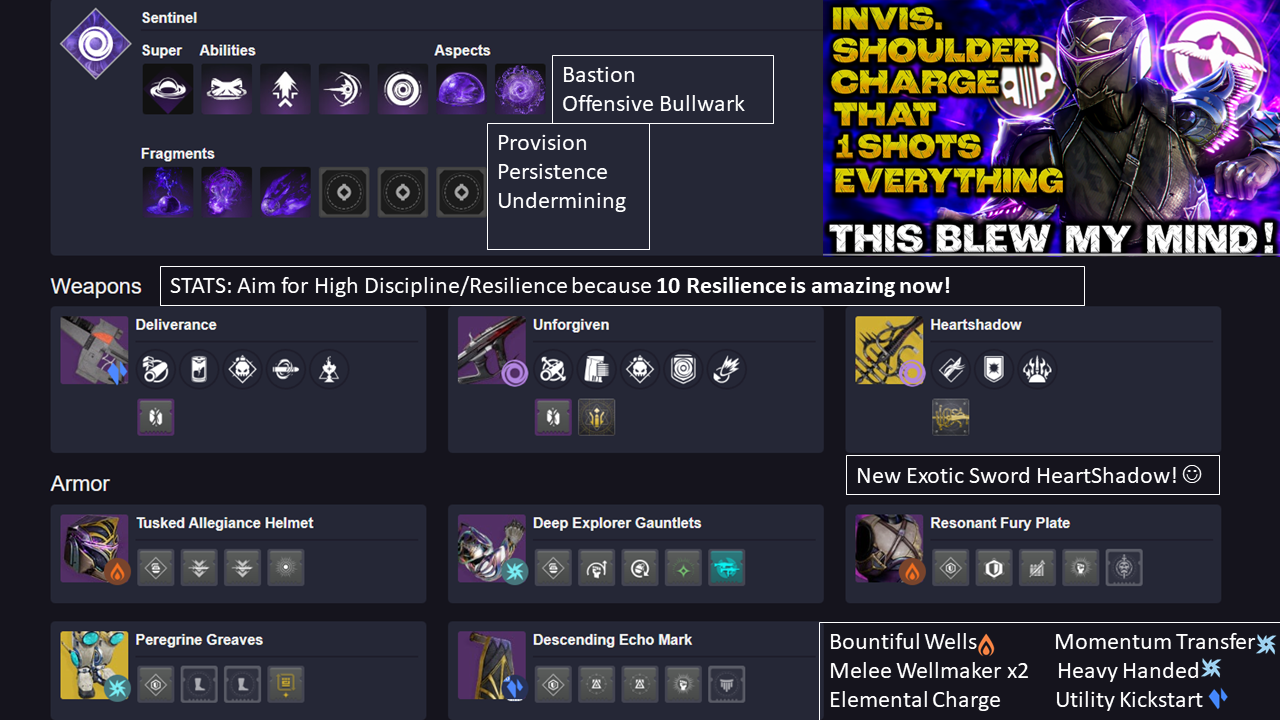 Sentinel
Super Abilities Aspects
Bastion
Offensive Bullwark
Provision
Persistence
Undermining
Fragments
INVIS.
SHOULDER
CHARGE
THAT
1 SHOTS
EVERYTHING
THIS BLEW MY MIND!
Weapons
STATS: Aim for High Discipline/Resilience because 10 Resilience is amazing now!
Deliverance
Unforgiven
Heartshadow
New Exotic Sword HeartShadow!
Armor
Tusked Allegiance Helmet
Deep Explorer Gauntlets
Resonant Fury Plate
Peregrine Greaves
Descending Echo Mark
Bountiful Wells Momentum Transfer
Melee Wellmaker x2 Heavy Handed
Elemental Charge Utility Kickstart